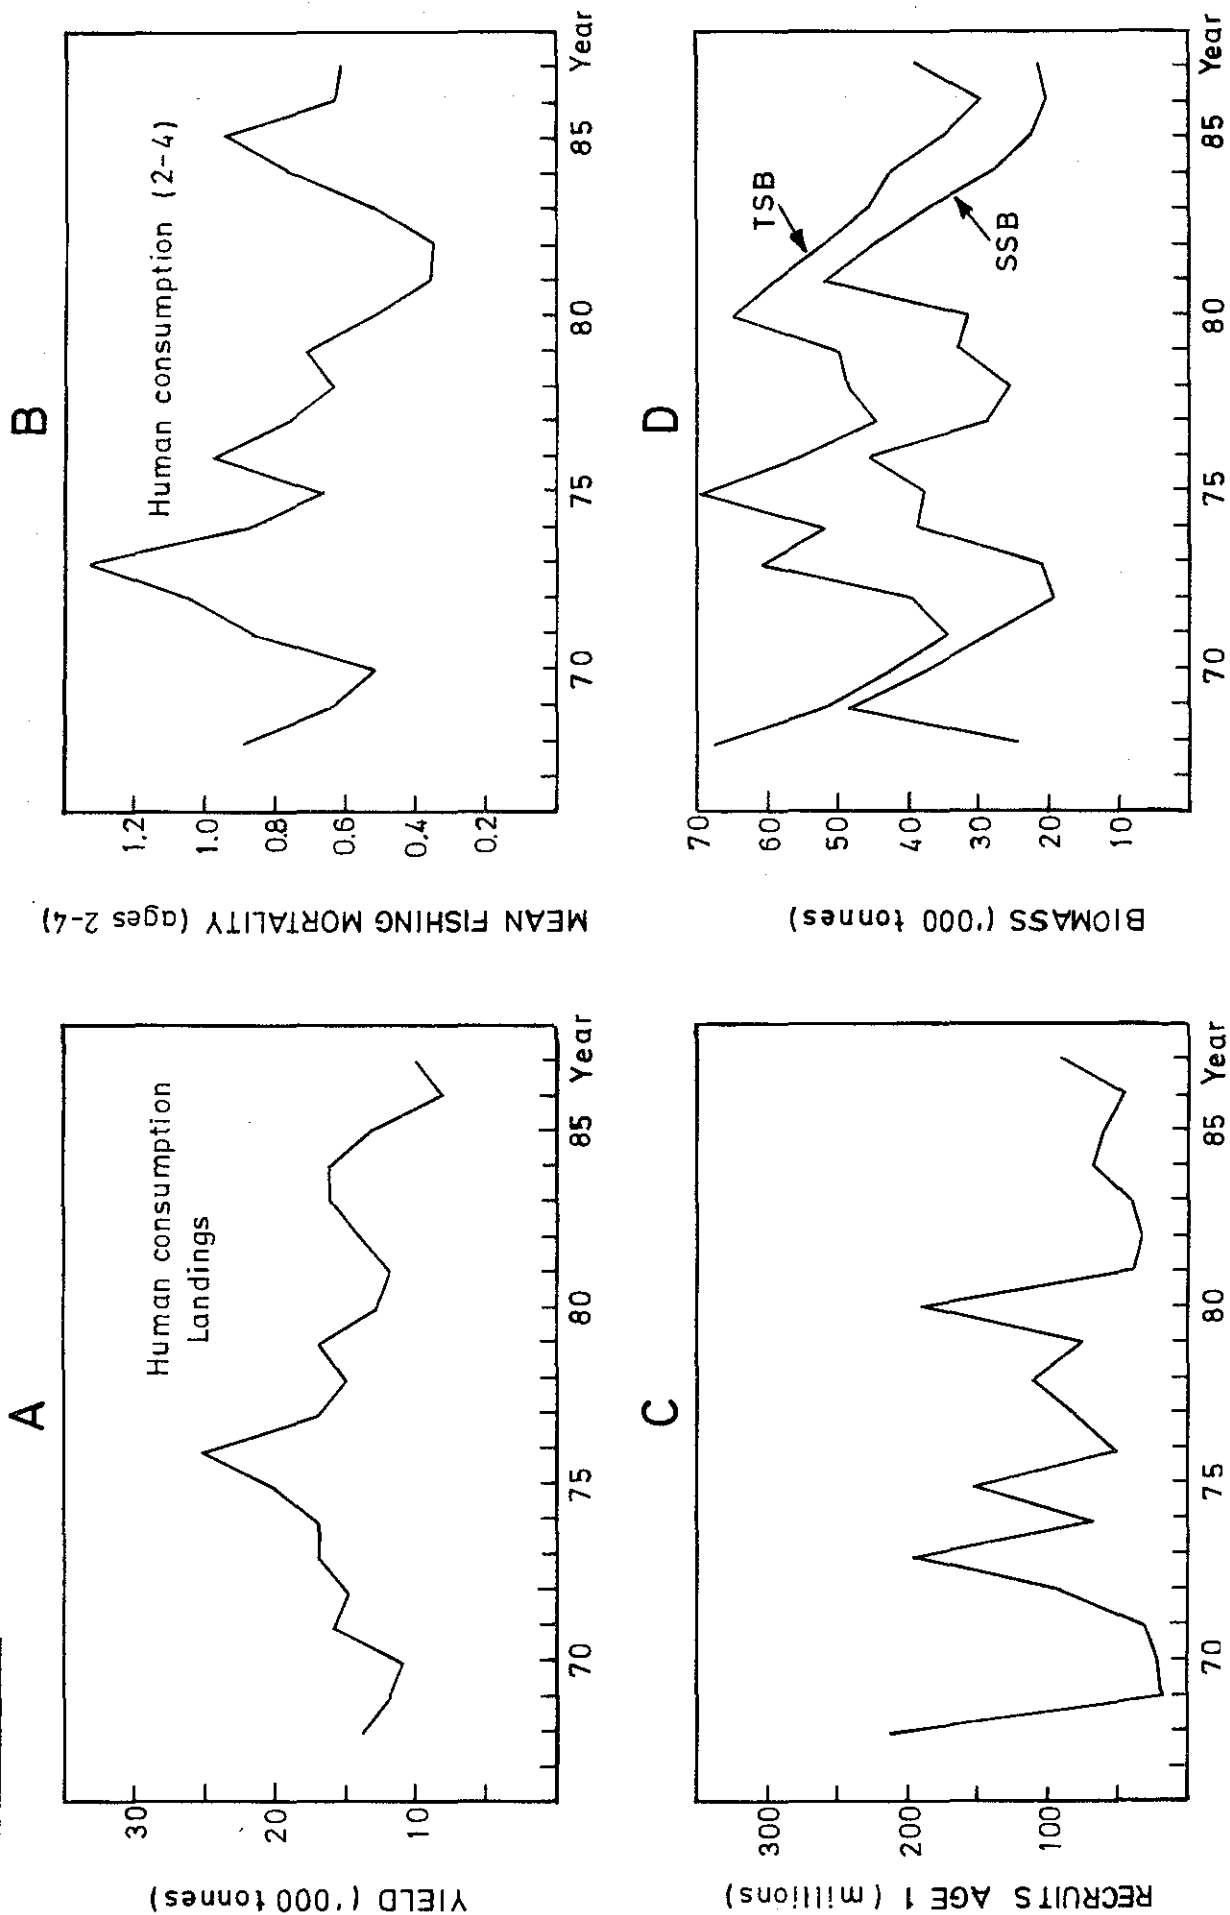 A
YIELD ('000 tonnes)
30
20
10
Human consumption
Landings
70
75
80
85
Year
B
MEAN FISHING MORTALITY (ages 2-4)
1.2
1.0
0.8
0.6
0.4
0.2
Human consumption (2-4)
70
75
80
85
Year
C
RECRUITS AGE 1 (millions)
300
200
100
70
75
80
85
Year
D
BIOMASS ('000 tonnes)
70
60
50
40
30
20
10
TSB
SSB
70
75
80
85
Year